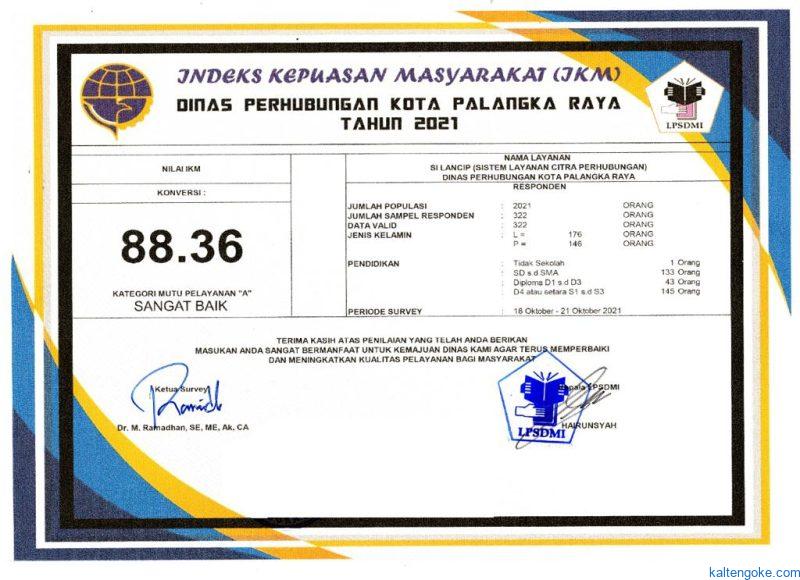 INDEKS KEPUASAN MASYARAKAT (IKM)
DINAS PERHUBUNGAN KOTA PALANGKA RAYA
TAHUN 2021
LPSDMI
NILAI IKM
KONVERSI :
88.36
KATEGORI MUTU PELAYANAN "A"
SANGAT BAIK
NAMA LAYANAN
SI LANCIP (SISTEM LAYANAN CITRA PERHUBUNGAN)
DINAS PERHUBUNGAN KOTA PALANGKA RAYA
RESPONDEN
JUMLAH POPULASI : 2021 ORANG
JUMLAH SAMPEL RESPONDEN : 322 ORANG
DATA VALID : 322 ORANG
JENIS KELAMIN : L = 176 ORANG
: P = 146 ORANG
PENDIDIKAN : Tidak Sekolah 1 Orang
: SD s.d SMA 133 Orang
: Diploma D1 s.d D3 43 Orang
: D4 atau setara S1 s.d S3 145 Orang
PERIODE SURVEY : 18 Oktober - 21 Oktober 2021
TERIMA KASIH ATAS PENILAIAN YANG TELAH ANDA BERIKAN
MASUKAN ANDA SANGAT BERMANFAAT UNTUK KEMAJUAN DINAS KAMI AGAR TERUS MEMPERBAIKI
DAN MENINGKATKAN KUALITAS PELAYANAN BAGI MASYARAKAT
Ketua Survey
Dr. M. Ramadhan, SE, ME, Ak. CA
Kepala LPSDMI
LPSDMI
HAIRUNSYAH
kaltengoke.com